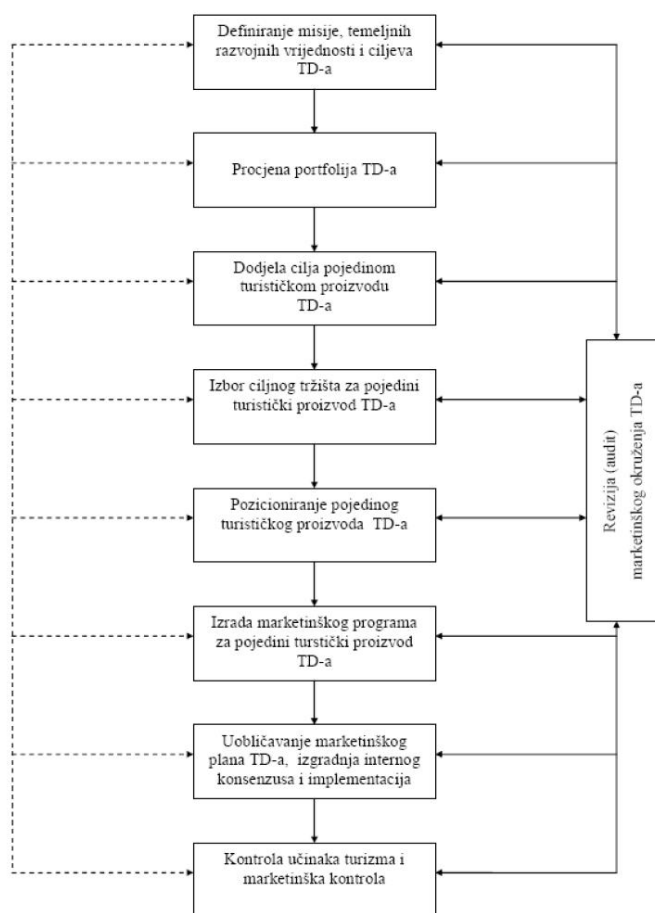 Definiranje misije, temeljnih
razvojnih vrijednosti i ciljeva
TD-a
Procjena portfolija TD-a
Dodjela cilja pojedinom
turističkom proizvodu
TD-a
Izbor ciljnog tržišta za pojedini
turistički proizvod TD-a
Pozicioniranje pojedinog
turističkog proizvoda TD-a
Izrada marketinškog programa
za pojedini turstički proizvod
TD-a
Uobličavanje marketinškog
plana TD-a, izgradnja internog
konsenzusa i implementacija
Kontrola učinaka turizma i
marketinška kontrola
Revizija (audit)
marketinškog okruženja TD-a